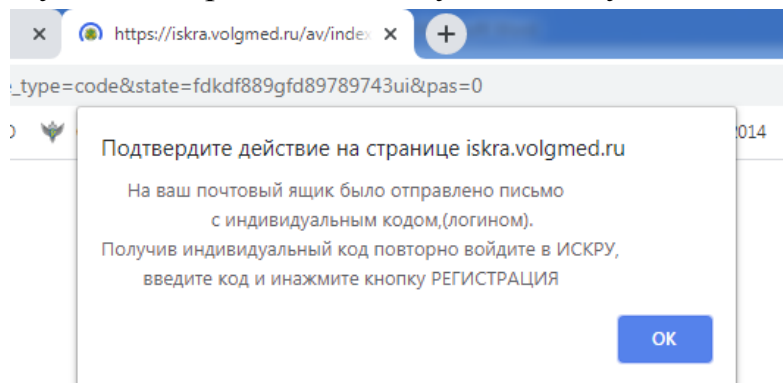 https://iskra.volgmed.ru/av/index
_type=code&state=fdkdf889gfd89789743ui&pas=0
2014
Подтвердите действие на странице iskra.volgmed.ru
На ваш почтовый ящик было отправлено письмо
с индивидуальным кодом,(логином).
Получив индивидуальный код повторно войдите в ИСКРУ,
введите код и инажмите кнопку РЕГИСТРАЦИЯ
ОК